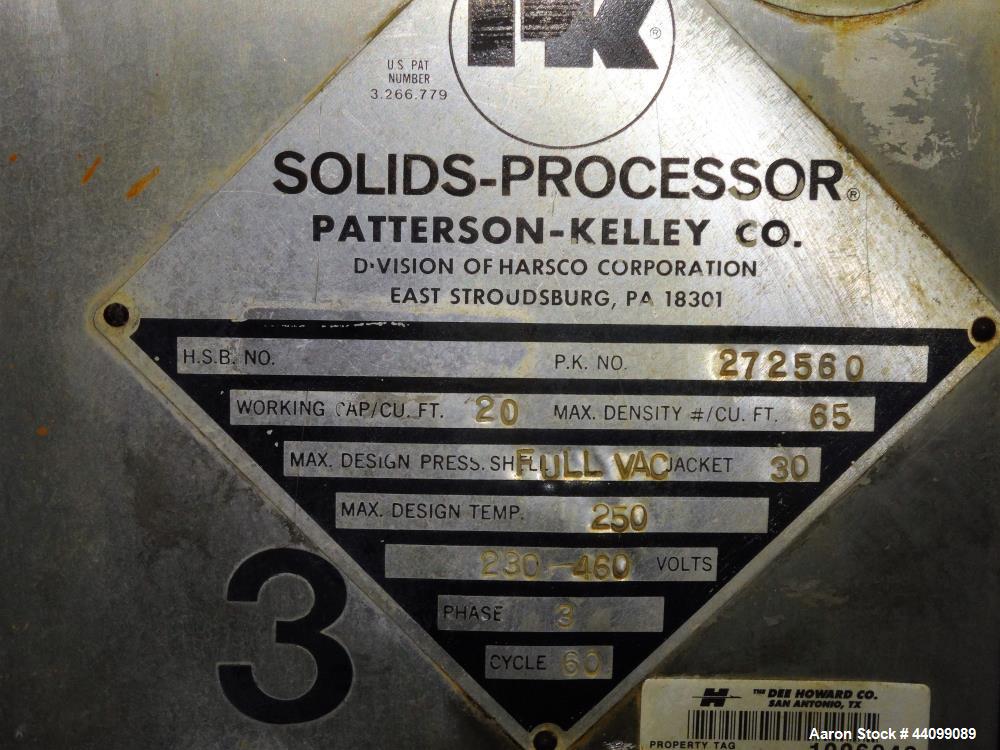 PK®
U S PAT
NUMBER
3.266.779
SOLIDS-PROCESSOR®
PATTERSON-KELLEY CO.
DIVISION OF HARSCO CORPORATION
EAST STROUDSBURG, PA 18301
H.S.B. NO. P.K. NO. 272560
WORKING CAP/CU. FT. 20 MAX. DENSITY #/CU. FT. 65
MAX. DESIGN PRESS. SHELL FULL VAC JACKET 30
MAX. DESIGN TEMP. 250
230-460 VOLTS
PHASE 3
CYCLE 60
3
H THE DEE HOWARD CO.
SAN ANTONIO, TX
PROPERTY TAG
Aaron Stock # 44099089